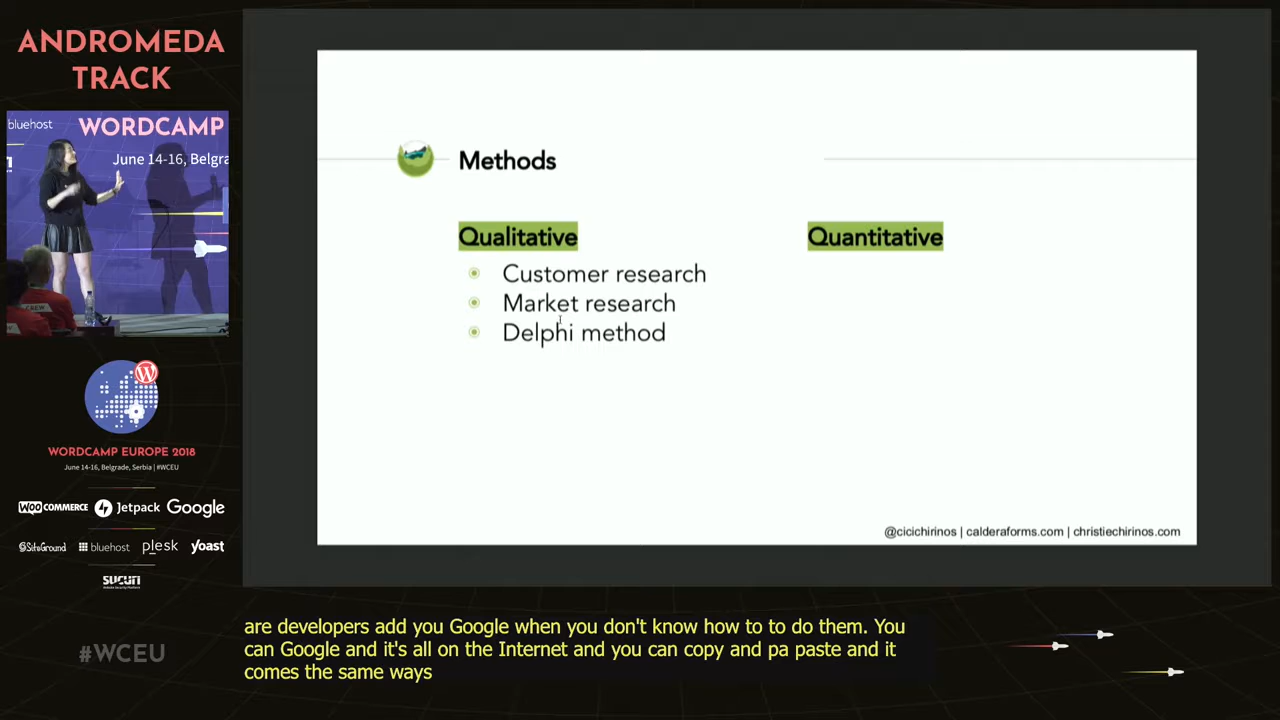 ANDROMEDA
TRACK
bluehost
WORDCAMP
June 14-16, Belgra
CREW
WORDCAMP EUROPE 2018
June 14-16, Belgrade, Serbia | #WCEU
WOO COMMERCE Jetpack Google
SiteGround bluehost plesk yoast
SUCURI
#WCEU
Methods
Qualitative
Customer research
Market research
Delphi method
Quantitative
@cicichirinos | calderaforms.com | christiechirinos.com
are developers add you Google when you don't know how to to do them. You
can Google and it's all on the Internet and you can copy and pa paste and it
comes the same ways